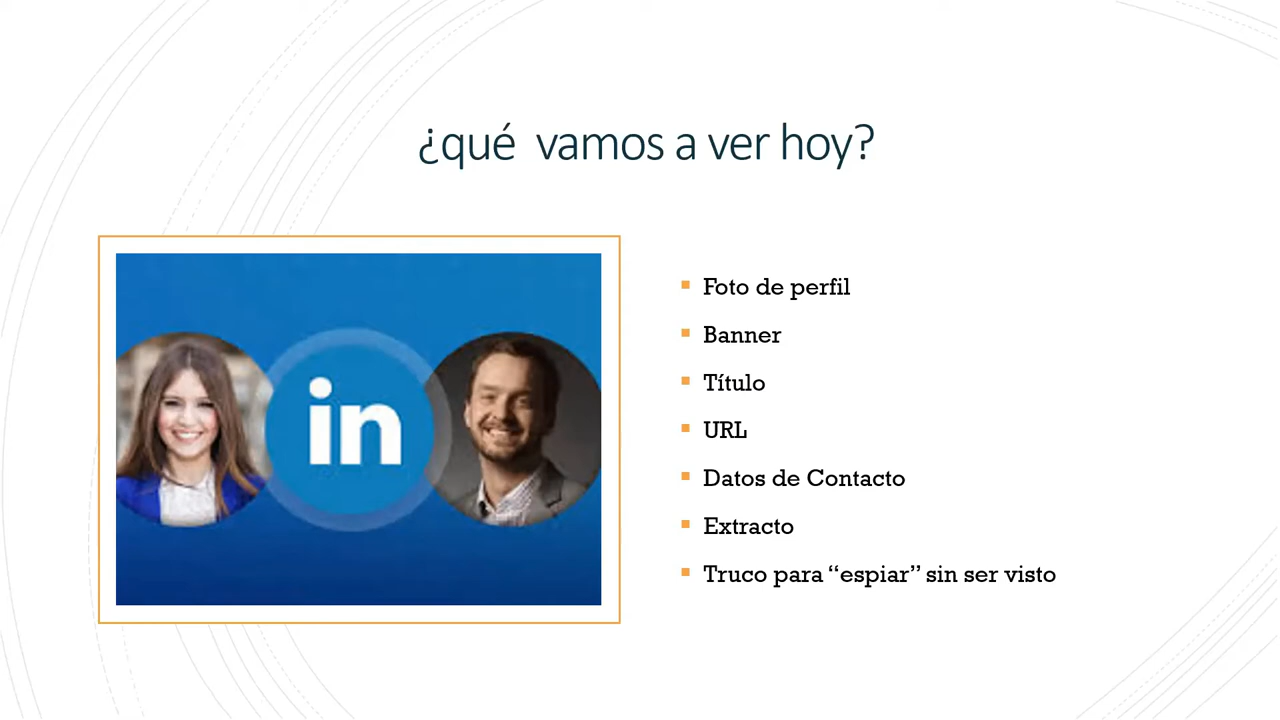 ¿qué vamos a ver hoy?
in
Foto de perfil
Banner
Título
URL
Datos de Contacto
Extracto
Truco para “espiar” sin ser visto